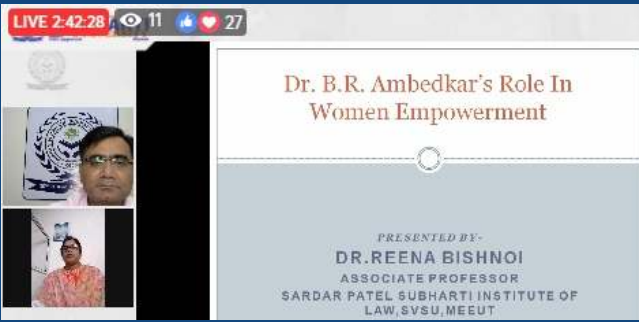 LIVE 2:42:28 11 27
Dr. B.R. Ambedkar's Role In
Women Empowerment
PRESENTED BY-
DR.REENA BISHNOI
ASSOCIATE PROFESSOR
SARDAR PATEL SUBHARTI INSTITUTE OF
LAW,SVSU,MEEUT